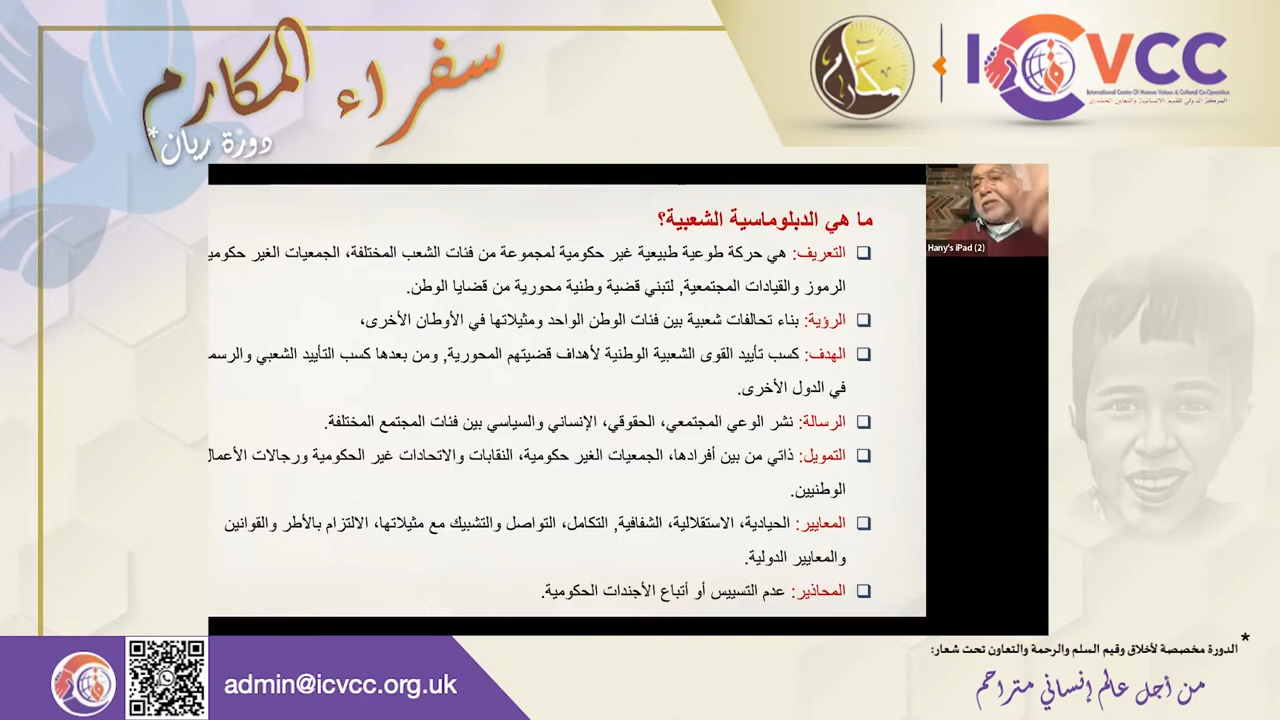 سفراء المكارم
دورة ريان*
مكارم
ICVCC
International Centre Of Human Values & Cultural Co-Operation
المركز الدولي للقيم الانسانية والتعاون الحضاري
Hany's iPad (2)
ما هي الدبلوماسية الشعبية؟
التعريف: هي حركة طوعية طبيعية غير حكومية لمجموعة من فئات الشعب المختلفة، الجمعيات الغير حكومي
الرموز والقيادات المجتمعية, لتبني قضية وطنية محورية من قضايا الوطن.
الرؤية: بناء تحالفات شعبية بين فئات الوطن الواحد ومثيلاتها في الأوطان الأخرى،
الهدف: كسب تأييد القوى الشعبية الوطنية لأهداف قضيتهم المحورية, ومن بعدها كسب التأييد الشعبي والرسم
في الدول الأخرى.
الرسالة: نشر الوعي المجتمعي، الحقوقي، الإنساني والسياسي بين فئات المجتمع المختلفة.
التمويل: ذاتي من بين أفرادها، الجمعيات الغير حكومية، النقابات والاتحادات غير الحكومية ورجالات الأعمال
الوطنيين.
المعايير: الحيادية، الاستقلالية، الشفافية, التكامل، التواصل والتشبيك مع مثيلاتها، الالتزام بالأطر والقوانين
والمعايير الدولية.
المحاذير: عدم التسييس أو أتباع الأجندات الحكومية.
admin@icvcc.org.uk
* الدورة مخصصة لأخلاق وقيم السلم والرحمة والتعاون تحت شعار:
من أجل عالم إنساني متراحم